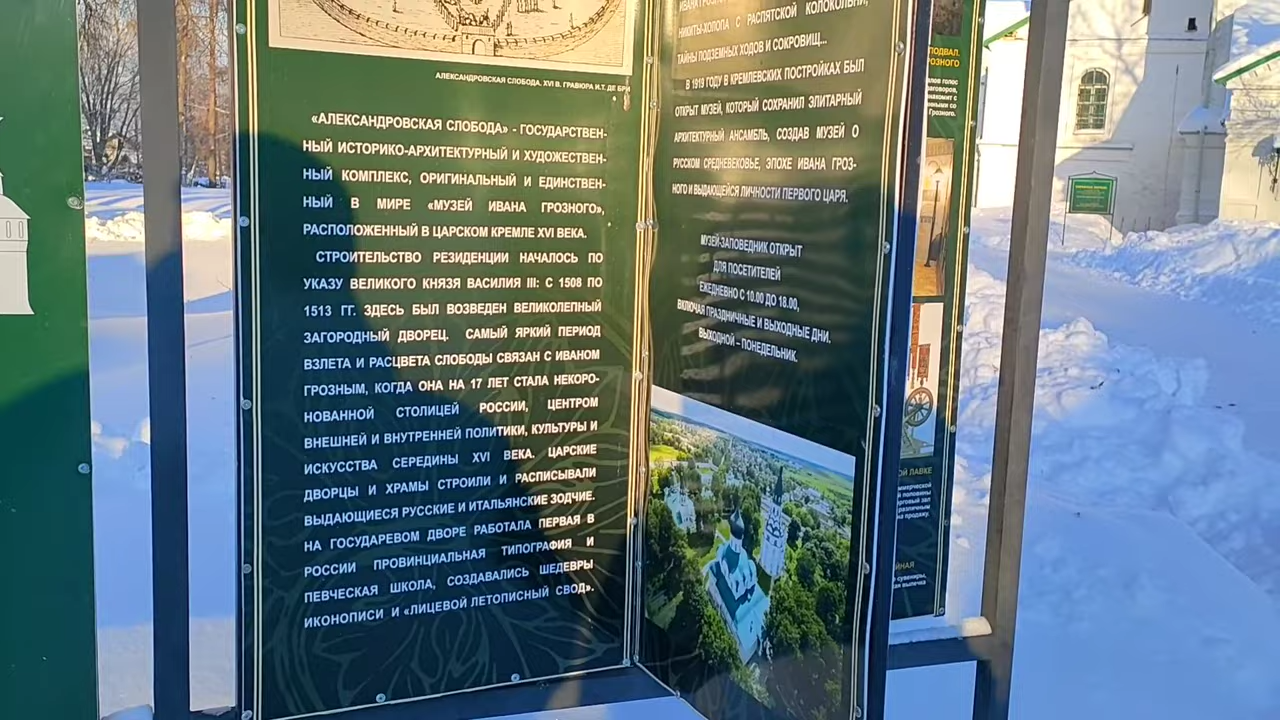 АЛЕКСАНДРОВСКАЯ СЛОБОДА. XVI В. ГРАВЮРА И.Т. ДЕ БРИ
«АЛЕКСАНДРОВСКАЯ СЛОБОДА» - ГОСУДАРСТВЕН-
НЫЙ ИСТОРИКО-АРХИТЕКТУРНЫЙ И ХУДОЖЕСТВЕН-
НЫЙ КОМПЛЕКС, ОРИГИНАЛЬНЫЙ И ЕДИНСТВЕН-
НЫЙ В МИРЕ «МУЗЕЙ ИВАНА ГРОЗНОГО»,
РАСПОЛОЖЕННЫЙ В ЦАРСКОМ КРЕМЛЕ XVI ВЕКА.
СТРОИТЕЛЬСТВО РЕЗИДЕНЦИИ НАЧАЛОСЬ ПО
УКАЗУ ВЕЛИКОГО КНЯЗЯ ВАСИЛИЯ III: С 1508 ПО
1513 ГГ. ЗДЕСЬ БЫЛ ВОЗВЕДЕН ВЕЛИКОЛЕПНЫЙ
ЗАГОРОДНЫЙ ДВОРЕЦ. САМЫЙ ЯРКИЙ ПЕРИОД
ВЗЛЕТА И РАСЦВЕТА СЛОБОДЫ СВЯЗАН С ИВАНОМ
ГРОЗНЫМ, КОГДА ОНА НА 17 ЛЕТ СТАЛА НЕКОРО-
НОВАННОЙ СТОЛИЦЕЙ РОССИИ, ЦЕНТРОМ
ВНЕШНЕЙ И ВНУТРЕННЕЙ ПОЛИТИКИ, КУЛЬТУРЫ И
ИСКУССТВА СЕРЕДИНЫ XVI ВЕКА. ЦАРСКИЕ
ДВОРЦЫ И ХРАМЫ СТРОИЛИ И РАСПИСЫВАЛИ
ВЫДАЮЩИЕСЯ РУССКИЕ И ИТАЛЬЯНСКИЕ ЗОДЧИЕ.
НА ГОСУДАРЕВОМ ДВОРЕ РАБОТАЛА ПЕРВАЯ В
РОССИИ ПРОВИНЦИАЛЬНАЯ ТИПОГРАФИЯ И
ПЕВЧЕСКАЯ ШКОЛА, СОЗДАВАЛИСЬ ШЕДЕВРЫ
ИКОНОПИСИ И «ЛИЦЕВОЙ ЛЕТОПИСНЫЙ СВОД».
НИКИТЫ-ХОЛОПА С РАСПЯТСКОЙ КОЛОКОЛЬНИ,
ТАЙНЫ ПОДЗЕМНЫХ ХОДОВ И СОКРОВИЩ...
В 1919 ГОДУ В КРЕМЛЕВСКИХ ПОСТРОЙКАХ БЫЛ
ОТКРЫТ МУЗЕЙ, КОТОРЫЙ СОХРАНИЛ ЭЛИТАРНЫЙ
АРХИТЕКТУРНЫЙ АНСАМБЛЬ, СОЗДАВ МУЗЕЙ О
РУССКОМ СРЕДНЕВЕКОВЬЕ, ЭПОХЕ ИВАНА ГРОЗ-
НОГО И ВЫДАЮЩЕЙСЯ ЛИЧНОСТИ ПЕРВОГО ЦАРЯ.
МУЗЕЙ-ЗАПОВЕДНИК ОТКРЫТ
ДЛЯ ПОСЕТИТЕЛЕЙ
ЕЖЕДНЕВНО С 10.00 ДО 18.00,
ВКЛЮЧАЯ ПРАЗДНИЧНЫЕ И ВЫХОДНЫЕ ДНИ.
ВЫХОДНОЙ - ПОНЕДЕЛЬНИК.
ПОДВАЛ.
ОЙ ЛАВКЕ